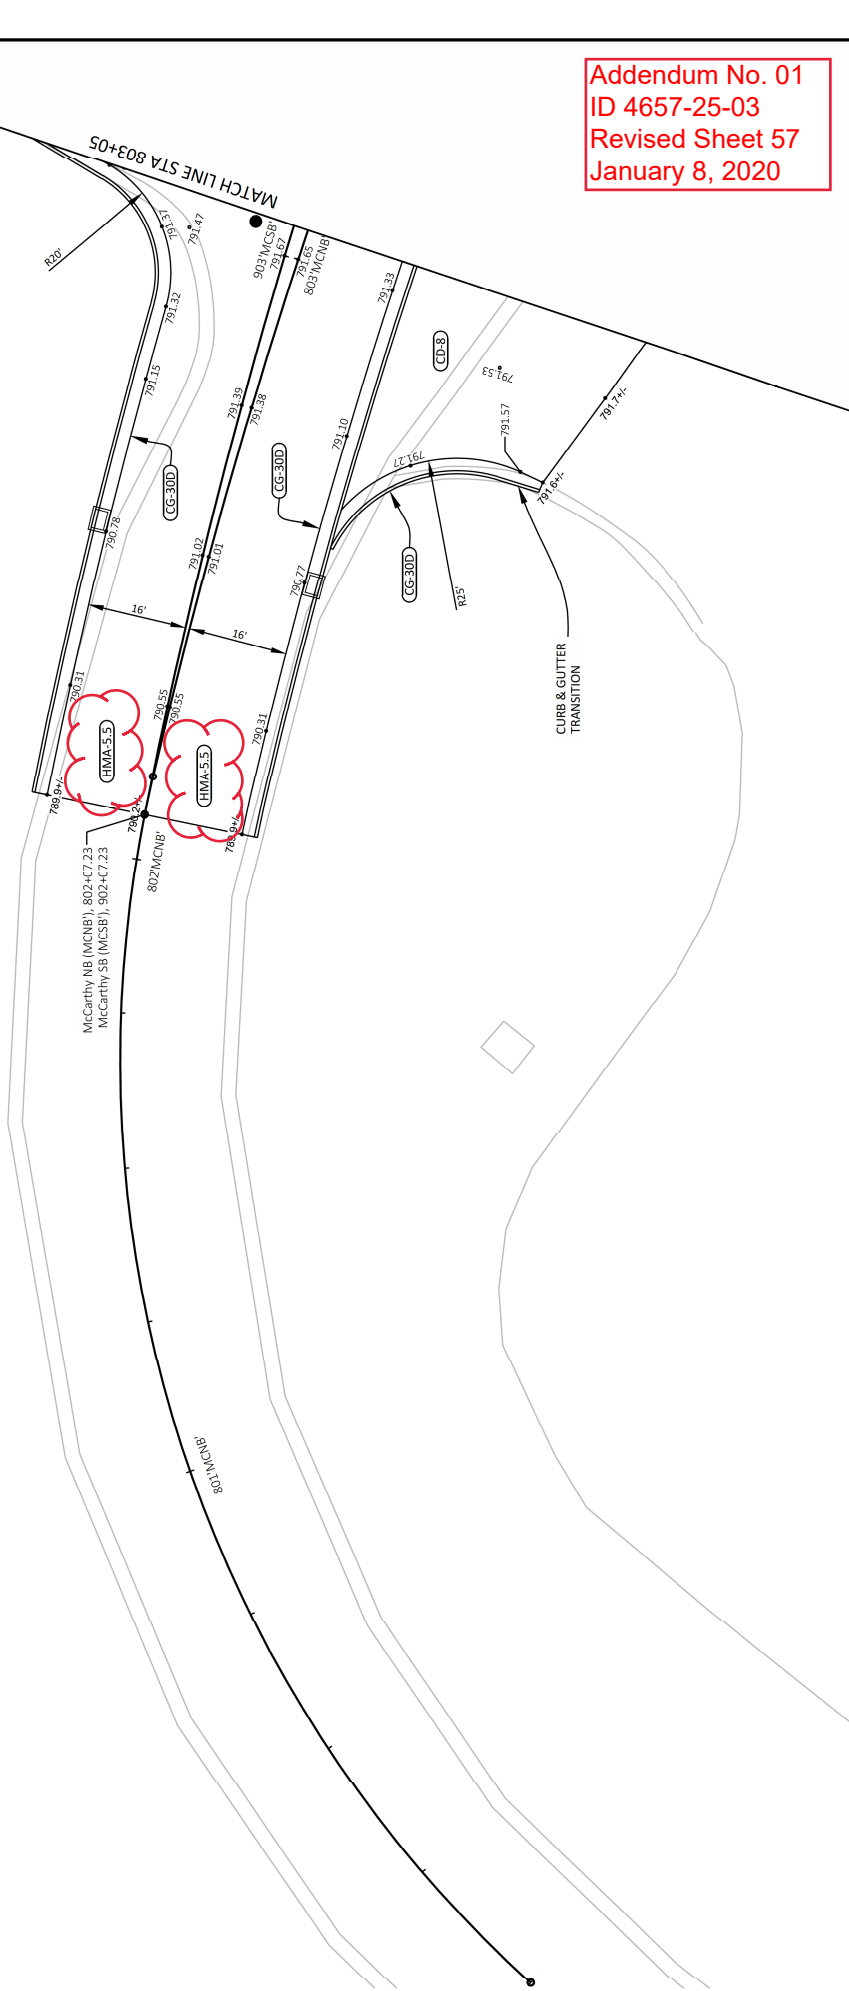 Addendum No. 01
ID 4657-25-03
Revised Sheet 57
January 8, 2020
MATCH LINE STA 803+05
R20'
791.37
791.47
903'MCSB'
791.67
791.65
803'MCNB'
791.32
791.33
CD-8
791.53
791.7+/-
791.15
791.39
791.38
791.10
791.57
791.27
791.6+/-
CG-30D
CG-30D
790.78
791.02
791.01
790.77
CG-30D
R25'
16'
16'
CURB & GUTTER
TRANSITION
790.31
790.55
790.55
790.31
HMA-5.5
HMA-5.5
789.9+/-
790.2+/-
789.9+/-
802'MCNB'
McCarthy NB (MCNB'), 802+07.23
McCarthy SB (MCSB'), 902+07.23
801'MCNB'